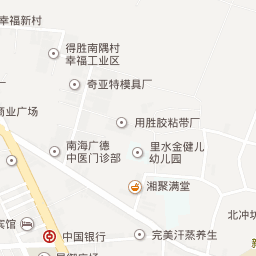 幸福新村
得胜南隅村
幸福工业区
奇亚特模具厂
商业广场
用胜胶粘带厂
南海广德
中医门诊部
里水金健儿
幼儿园
湘聚满堂
北冲坊
宾馆
中国银行
完美汗蒸养生